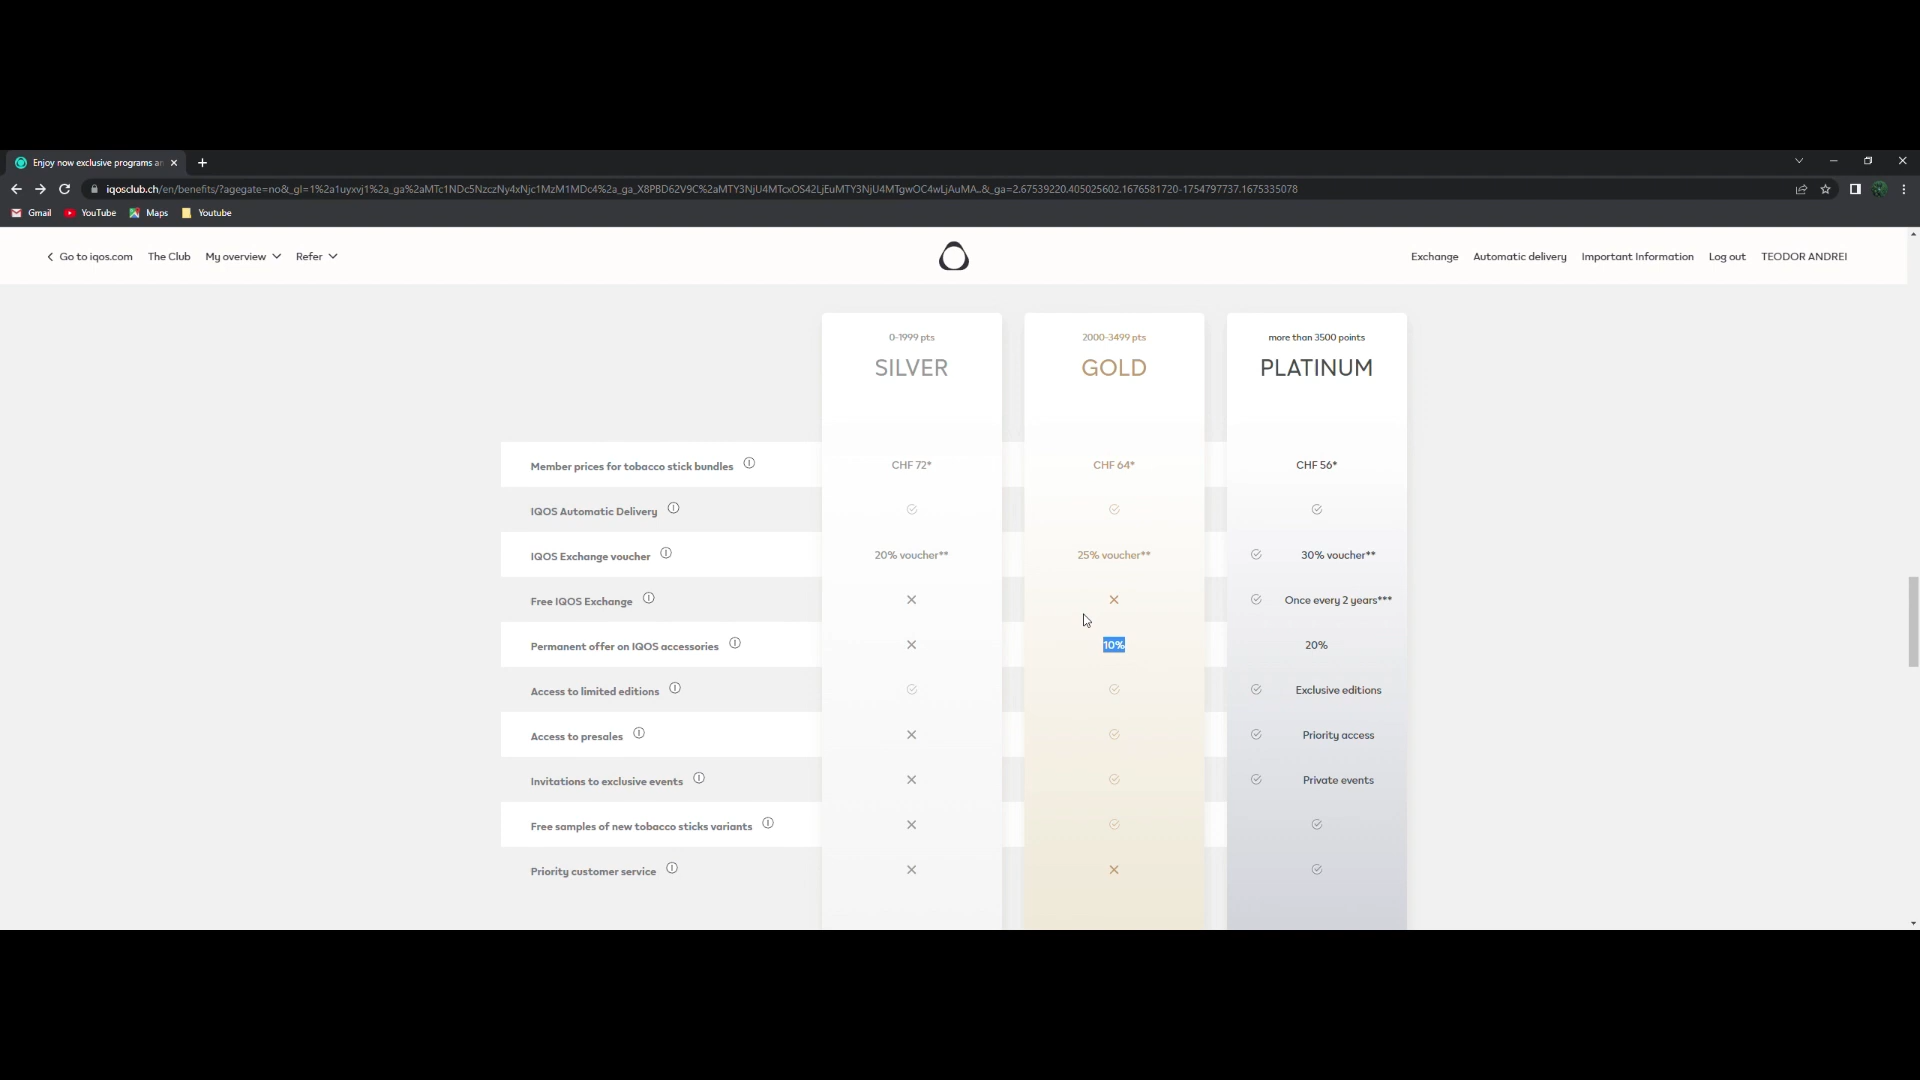 Enjoy now exclusive programs an
iqosclub.ch/en/benefits/?agegate=no&_gl=1%2a1uyxvj1%2a_ga%2aMTc1NDc5NzczNy4xNjc1MzM1MDc4%2a_ga_X8PBD62V9C%2aMTY3NjU4MTcxOS42LjEuMTY3NjU4MTgwOC4wLjAuMA..&_ga=2.67539220.405025602.1676581720-1754797737.1675335078
Gmail YouTube Maps Youtube
Go to iqos.com The Club My overview Refer Exchange Automatic delivery Important Information Log out TEODOR ANDREI
0-1999 pts 2000-3499 pts more than 3500 points
SILVER GOLD PLATINUM
Member prices for tobacco stick bundles CHF 72* CHF 64* CHF 56*
IQOS Automatic Delivery
IQOS Exchange voucher 20% voucher** 25% voucher** 30% voucher**
Free IQOS Exchange Once every 2 years***
Permanent offer on IQOS accessories 10% 20%
Access to limited editions Exclusive editions
Access to presales Priority access
Invitations to exclusive events Private events
Free samples of new tobacco sticks variants
Priority customer service